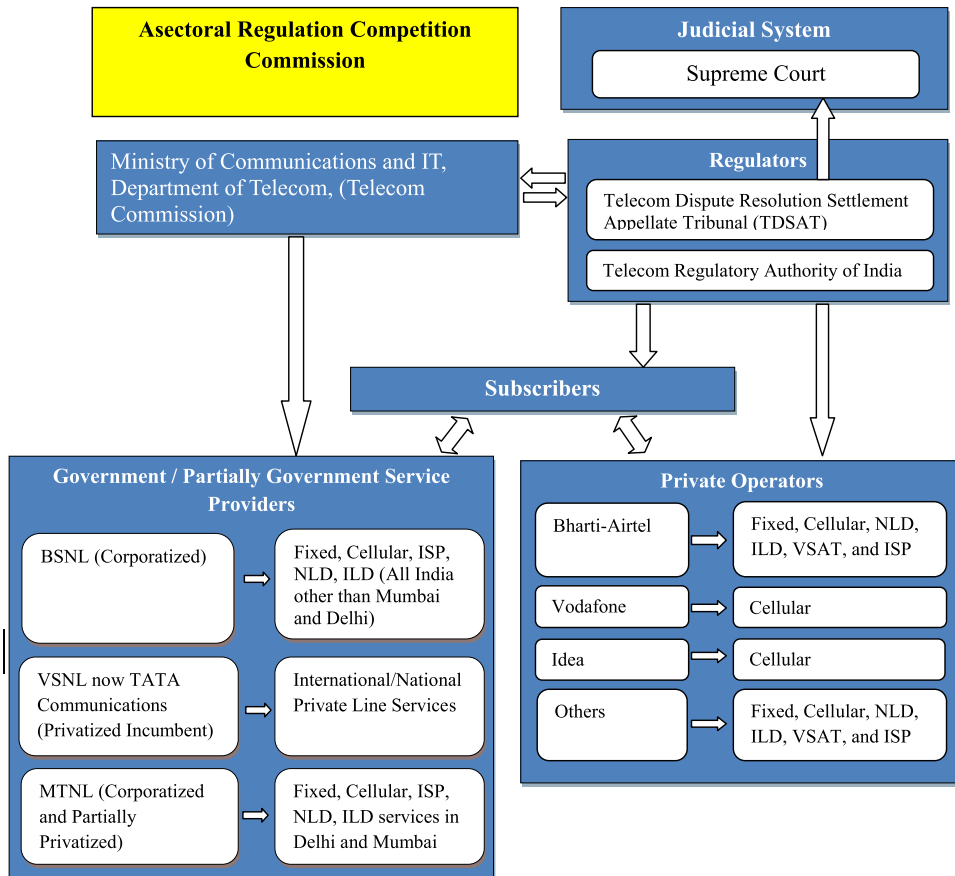 Asectoral Regulation Competition
Commission
Judicial System
Supreme Court
Ministry of Communications and IT,
Department of Telecom, (Telecom
Commission)
Regulators
Telecom Dispute Resolution Settlement
Appellate Tribunal (TDSAT)
Telecom Regulatory Authority of India
Subscribers
Government / Partially Government Service
Providers
BSNL (Corporatized)
Fixed, Cellular, ISP,
NLD, ILD (All India
other than Mumbai
and Delhi)
VSNL now TATA
Communications
(Privatized Incumbent)
International/National
Private Line Services
MTNL (Corporatized
and Partially
Privatized)
Fixed, Cellular, ISP,
NLD, ILD services in
Delhi and Mumbai
Private Operators
Bharti-Airtel
Fixed, Cellular, NLD,
ILD, VSAT, and ISP
Vodafone
Cellular
Idea
Cellular
Others
Fixed, Cellular, NLD,
ILD, VSAT, and ISP